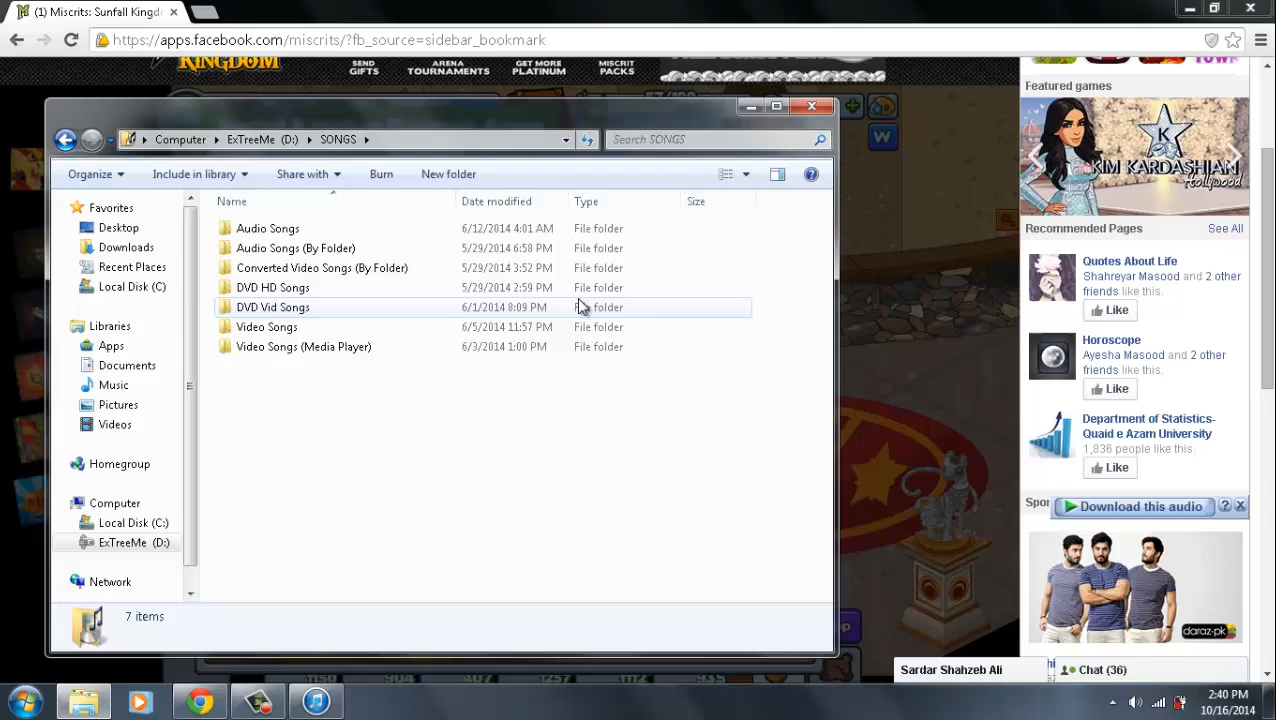 (1) Miscrits: Sunfall Kingd
https://apps.facebook.com/miscrits/?fb_source=sidebar_bookmark
KINGDOM
SEND GIFTS
ARENA TOURNAMENTS
GET MORE PLATINUM
MISCRIT PACKS
Computer ExTreeMe (D:) SONGS
Search SONGS
Organize Include in library Share with Burn New folder
Name Date modified Type Size
Favorites
Desktop
Downloads
Recent Places
Local Disk (C)
Libraries
Apps
Documents
Music
Pictures
Videos
Homegroup
Computer
Local Disk (C:)
ExTreeMe (D:)
Network
Audio Songs 6/12/2014 4:01 AM File folder
Audio Songs (By Folder) 5/29/2014 6:58 PM File folder
Converted Video Songs (By Folder) 5/29/2014 3:52 PM File folder
DVD HD Songs 5/29/2014 2:59 PM File folder
DVD Vid Songs 6/1/2014 8:09 PM File folder
Video Songs 6/5/2014 11:57 PM File folder
Video Songs (Media Player) 6/3/2014 1:00 PM File folder
7 items
W
Featured games
K
KIM KARDASHIAN
Hollywood
Recommended Pages See All
Quotes About Life
Shahreyar Masood and 2 other
friends like this.
Like
Horoscope
Ayesha Masood and 2 other
friends like this.
Like
Department of Statistics-
Quaid e Azam University
1,836 people like this.
Like
Spor
Download this audio
daraz.pk
Sardar Shahzeb Ali
Chat (36)
2:40 PM
10/16/2014